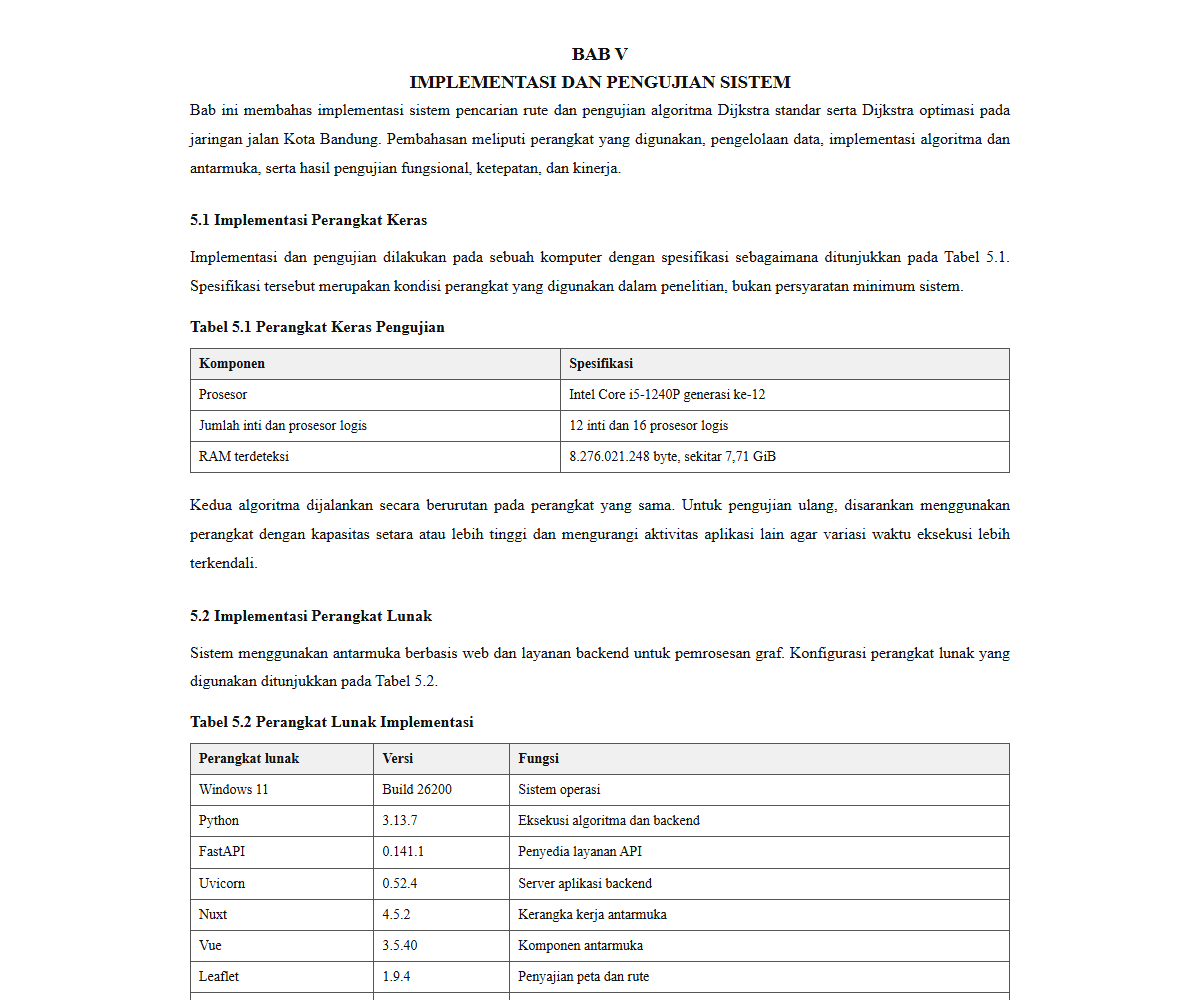 BAB V
IMPLEMENTASI DAN PENGUJIAN SISTEM
Bab ini membahas implementasi sistem pencarian rute dan pengujian algoritma Dijkstra standar serta Dijkstra optimasi pada
jaringan jalan Kota Bandung. Pembahasan meliputi perangkat yang digunakan, pengelolaan data, implementasi algoritma dan
antarmuka, serta hasil pengujian fungsional, ketepatan, dan kinerja.
5.1 Implementasi Perangkat Keras
Implementasi dan pengujian dilakukan pada sebuah komputer dengan spesifikasi sebagaimana ditunjukkan pada Tabel 5.1.
Spesifikasi tersebut merupakan kondisi perangkat yang digunakan dalam penelitian, bukan persyaratan minimum sistem.
Tabel 5.1 Perangkat Keras Pengujian
Komponen Spesifikasi
Prosesor Intel Core i5-1240P generasi ke-12
Jumlah inti dan prosesor logis 12 inti dan 16 prosesor logis
RAM terdeteksi 8.276.021.248 byte, sekitar 7,71 GiB
Kedua algoritma dijalankan secara berurutan pada perangkat yang sama. Untuk pengujian ulang, disarankan menggunakan
perangkat dengan kapasitas setara atau lebih tinggi dan mengurangi aktivitas aplikasi lain agar variasi waktu eksekusi lebih
terkendali.
5.2 Implementasi Perangkat Lunak
Sistem menggunakan antarmuka berbasis web dan layanan backend untuk pemrosesan graf. Konfigurasi perangkat lunak yang
digunakan ditunjukkan pada Tabel 5.2.
Tabel 5.2 Perangkat Lunak Implementasi
Perangkat lunak Versi Fungsi
Windows 11 Build 26200 Sistem operasi
Python 3.13.7 Eksekusi algoritma dan backend
FastAPI 0.141.1 Penyedia layanan API
Uvicorn 0.52.4 Server aplikasi backend
Nuxt 4.5.2 Kerangka kerja antarmuka
Vue 3.5.40 Komponen antarmuka
Leaflet 1.9.4 Penyajian peta dan rute